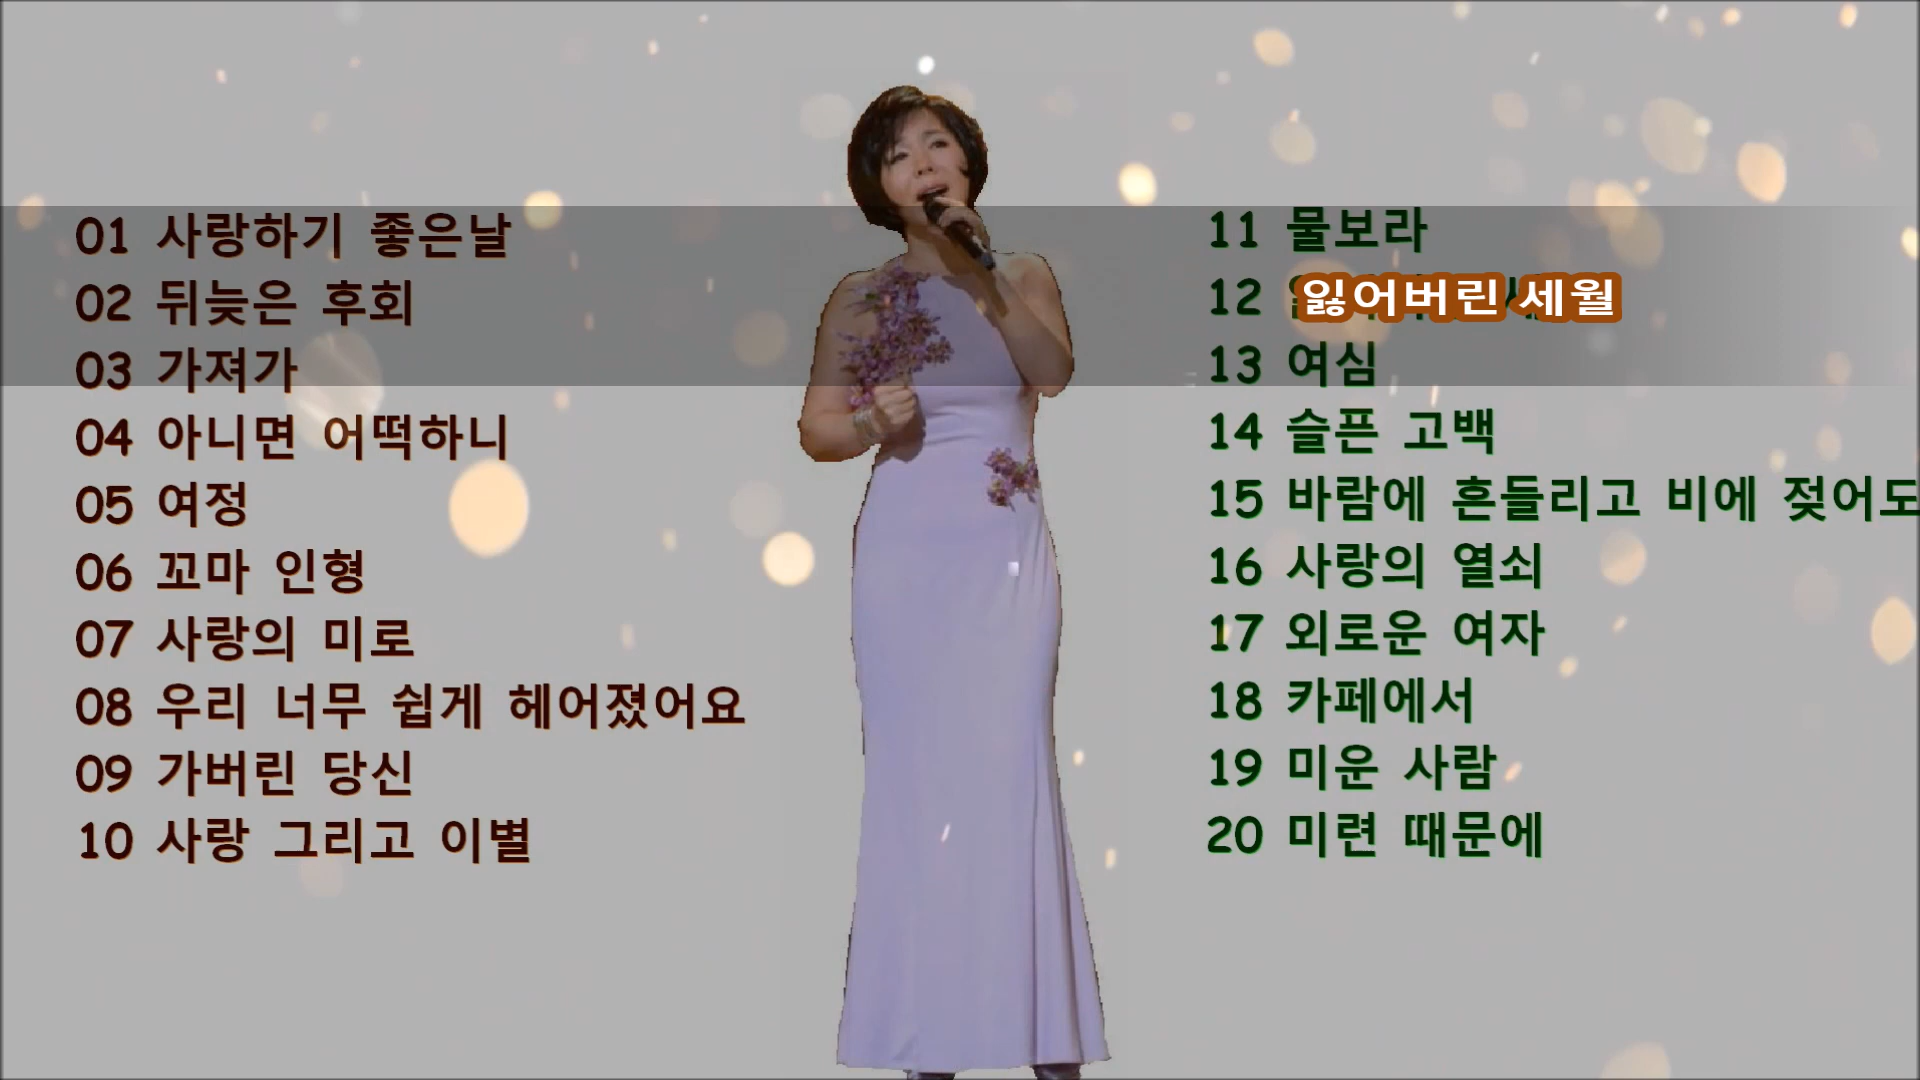 01 사랑하기 좋은날
02 뒤늦은 후회
03 가져가
04 아니면 어떡하니
05 여정
06 꼬마 인형
07 사랑의 미로
08 우리 너무 쉽게 헤어졌어요
09 가버린 당신
10 사랑 그리고 이별
11 물보라
12 잃어버린 세월
13 여심
14 슬픈 고백
15 바람에 흔들리고 비에 젖어도
16 사랑의 열쇠
17 외로운 여자
18 카페에서
19 미운 사람
20 미련 때문에